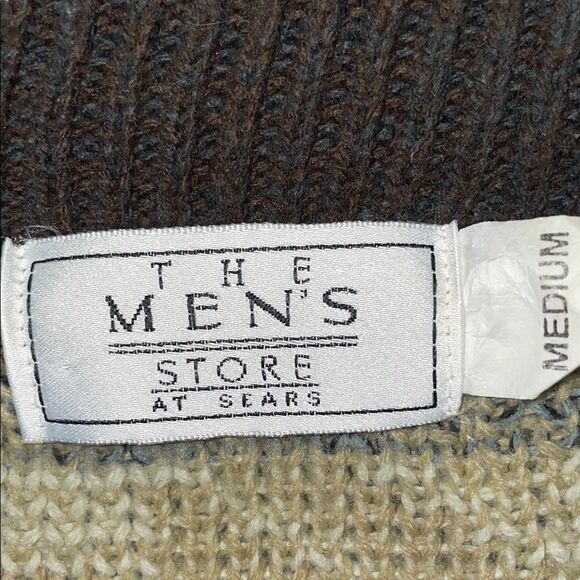 THE
MEN'S
STORE
AT SEARS
MEDIUM